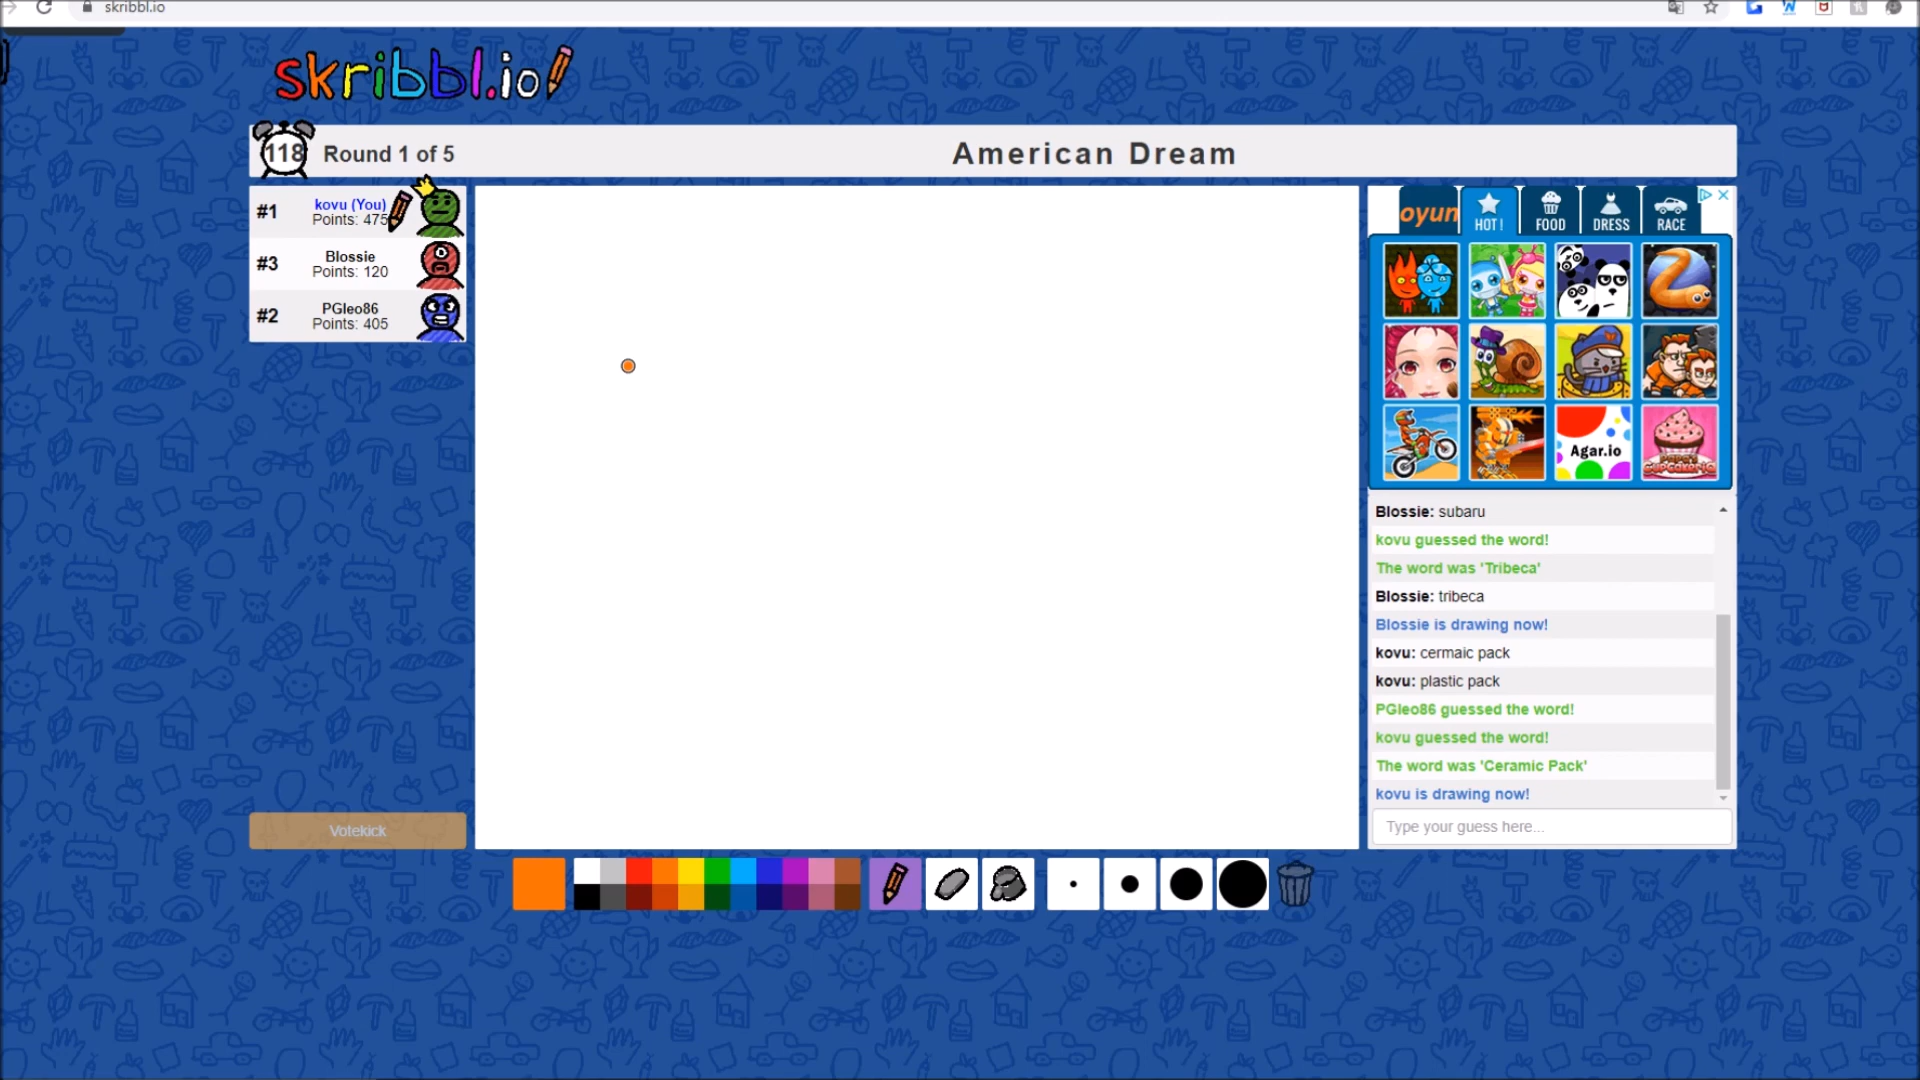 skribbl.io
skribbl.io
118
Round 1 of 5
American Dream
#1
kovu (You)
Points: 475
#3
Blossie
Points: 120
#2
PGleo86
Points: 405
Votekick
oyun
HOT!
FOOD
DRESS
RACE
Agar.io
Blossie: subaru
kovu guessed the word!
The word was 'Tribeca'
Blossie: tribeca
Blossie is drawing now!
kovu: cermaic pack
kovu: plastic pack
PGleo86 guessed the word!
kovu guessed the word!
The word was 'Ceramic Pack'
kovu is drawing now!
Type your guess here...